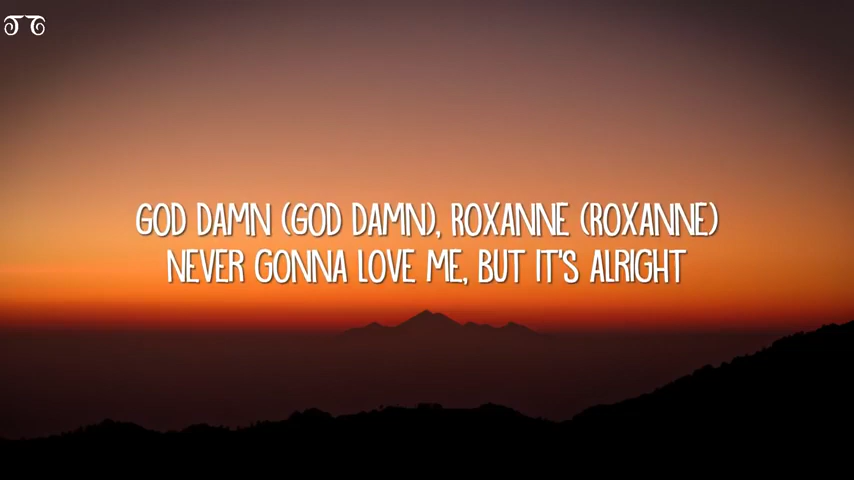 GOD DAMN (GOD DAMN), ROXANNE (ROXANNE)
NEVER GONNA LOVE ME, BUT IT'S ALRIGHT